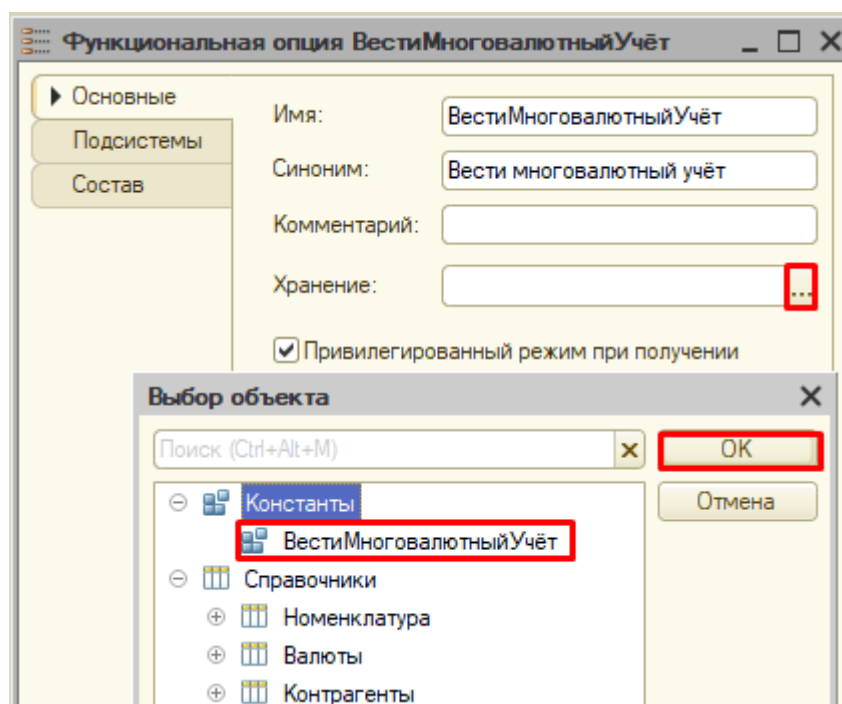 Функциональная опция ВестиМноговалютныйУчёт
Основные
Подсистемы
Состав
Имя: ВестиМноговалютныйУчёт
Синоним: Вести многовалютный учёт
Комментарий:
Хранение: ...
Привилегированный режим при получении
Выбор объекта
Поиск (Ctrl+Alt+M)
OK
Константы
Отмена
ВестиМноговалютныйУчёт
Справочники
Номенклатура
Валюты
Контрагенты